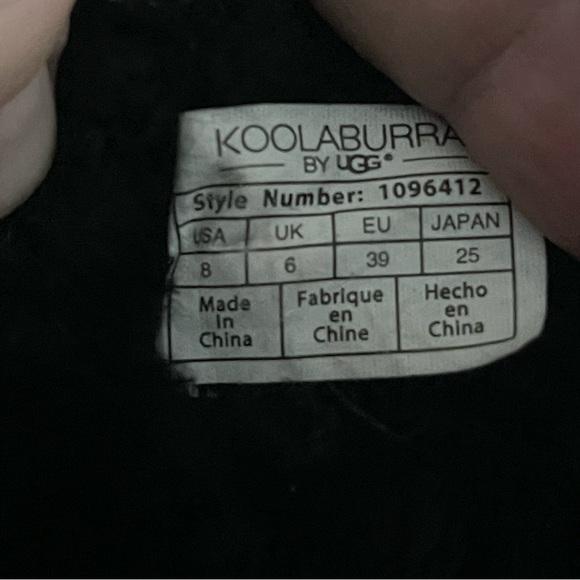 KOOLABURRA
BY UGG®
Style Number: 1096412
USA UK EU JAPAN
8 6 39 25
Made in China
Fabrique en Chine
Hecho en China